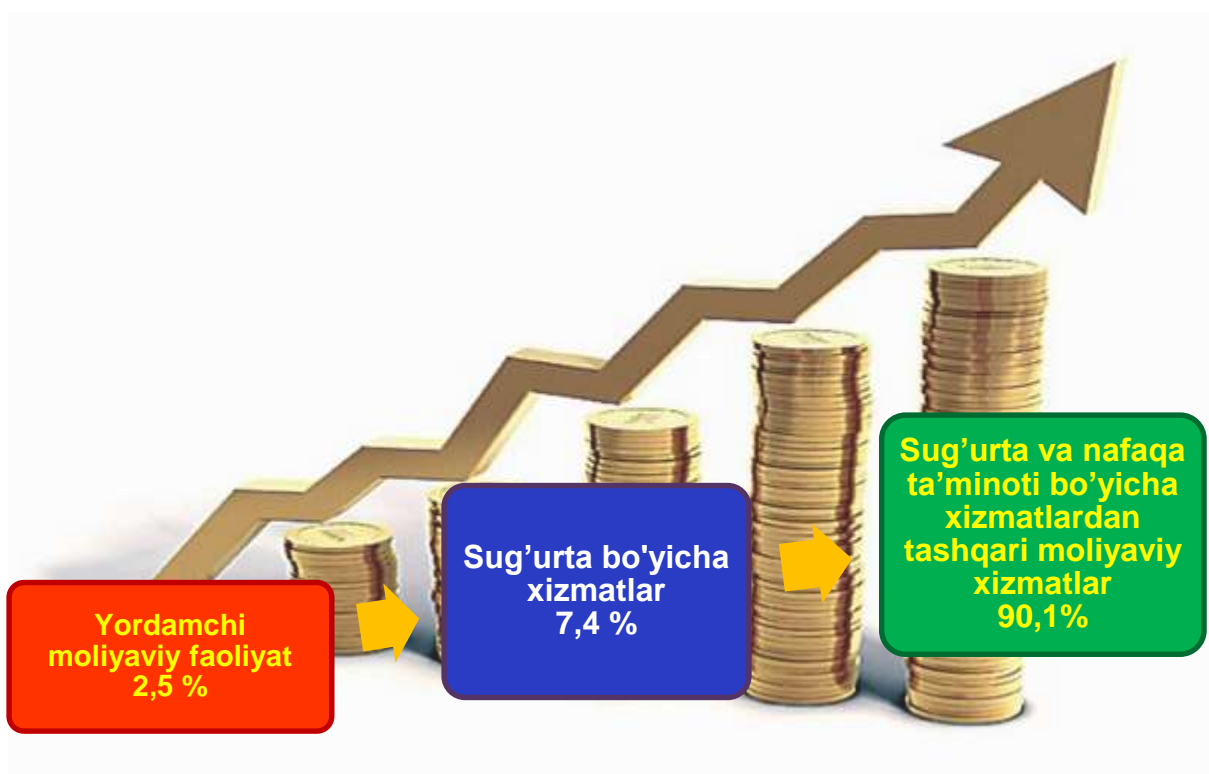 Yordamchi
moliyaviy faoliyat
2,5 %
Sug’urta bo'yicha
xizmatlar
7,4 %
Sug’urta va nafaqa
ta’minoti bo’yicha
xizmatlardan
tashqari moliyaviy
xizmatlar
90,1%